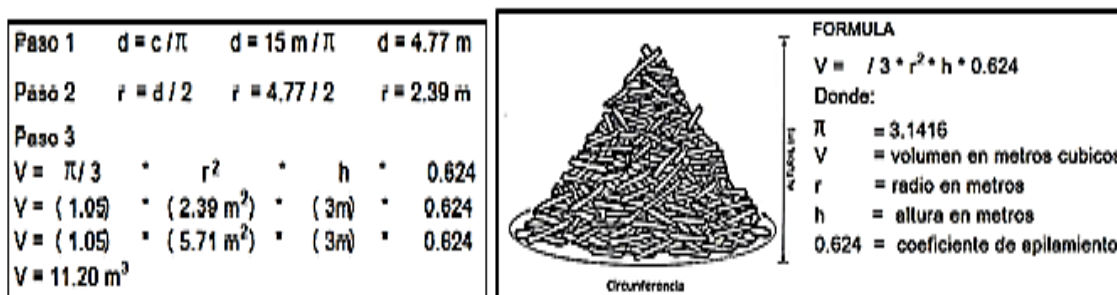 Paso 1 d = c/π d = 15 m/π d = 4.77 m
Paso 2 r = d/2 r = 4.77/2 r = 2.39 m
Paso 3
V = π/3 * r² * h * 0.624
V = (1.05) * (2.39 m²) * (3m) * 0.624
V = (1.05) * (5.71 m²) * (3m) * 0.624
V = 11.20 m³
ALTURA, (m)
Circunferencia
FORMULA
V = / 3 * r² * h * 0.624
Donde:
π = 3.1416
V = volumen en metros cubicos
r = radio en metros
h = altura en metros
0.624 = coeficiente de apilamiento